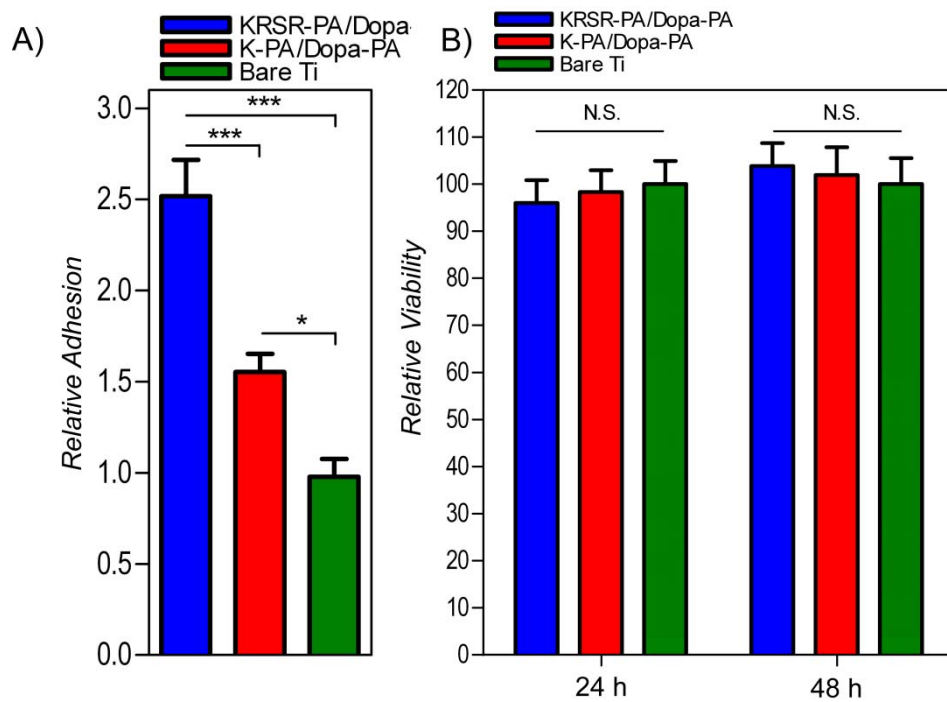 A)
KRSR-PA/Dopa-
K-PA/Dopa-PA
Bare Ti
Relative Adhesion
3.0
2.5
2.0
1.5
1.0
0.5
0.0
***
***
*
B)
KRSR-PA/Dopa-PA
K-PA/Dopa-PA
Bare Ti
Relative Viability
120
110
100
90
80
70
60
50
40
30
20
10
0
N.S.
N.S.
24 h
48 h